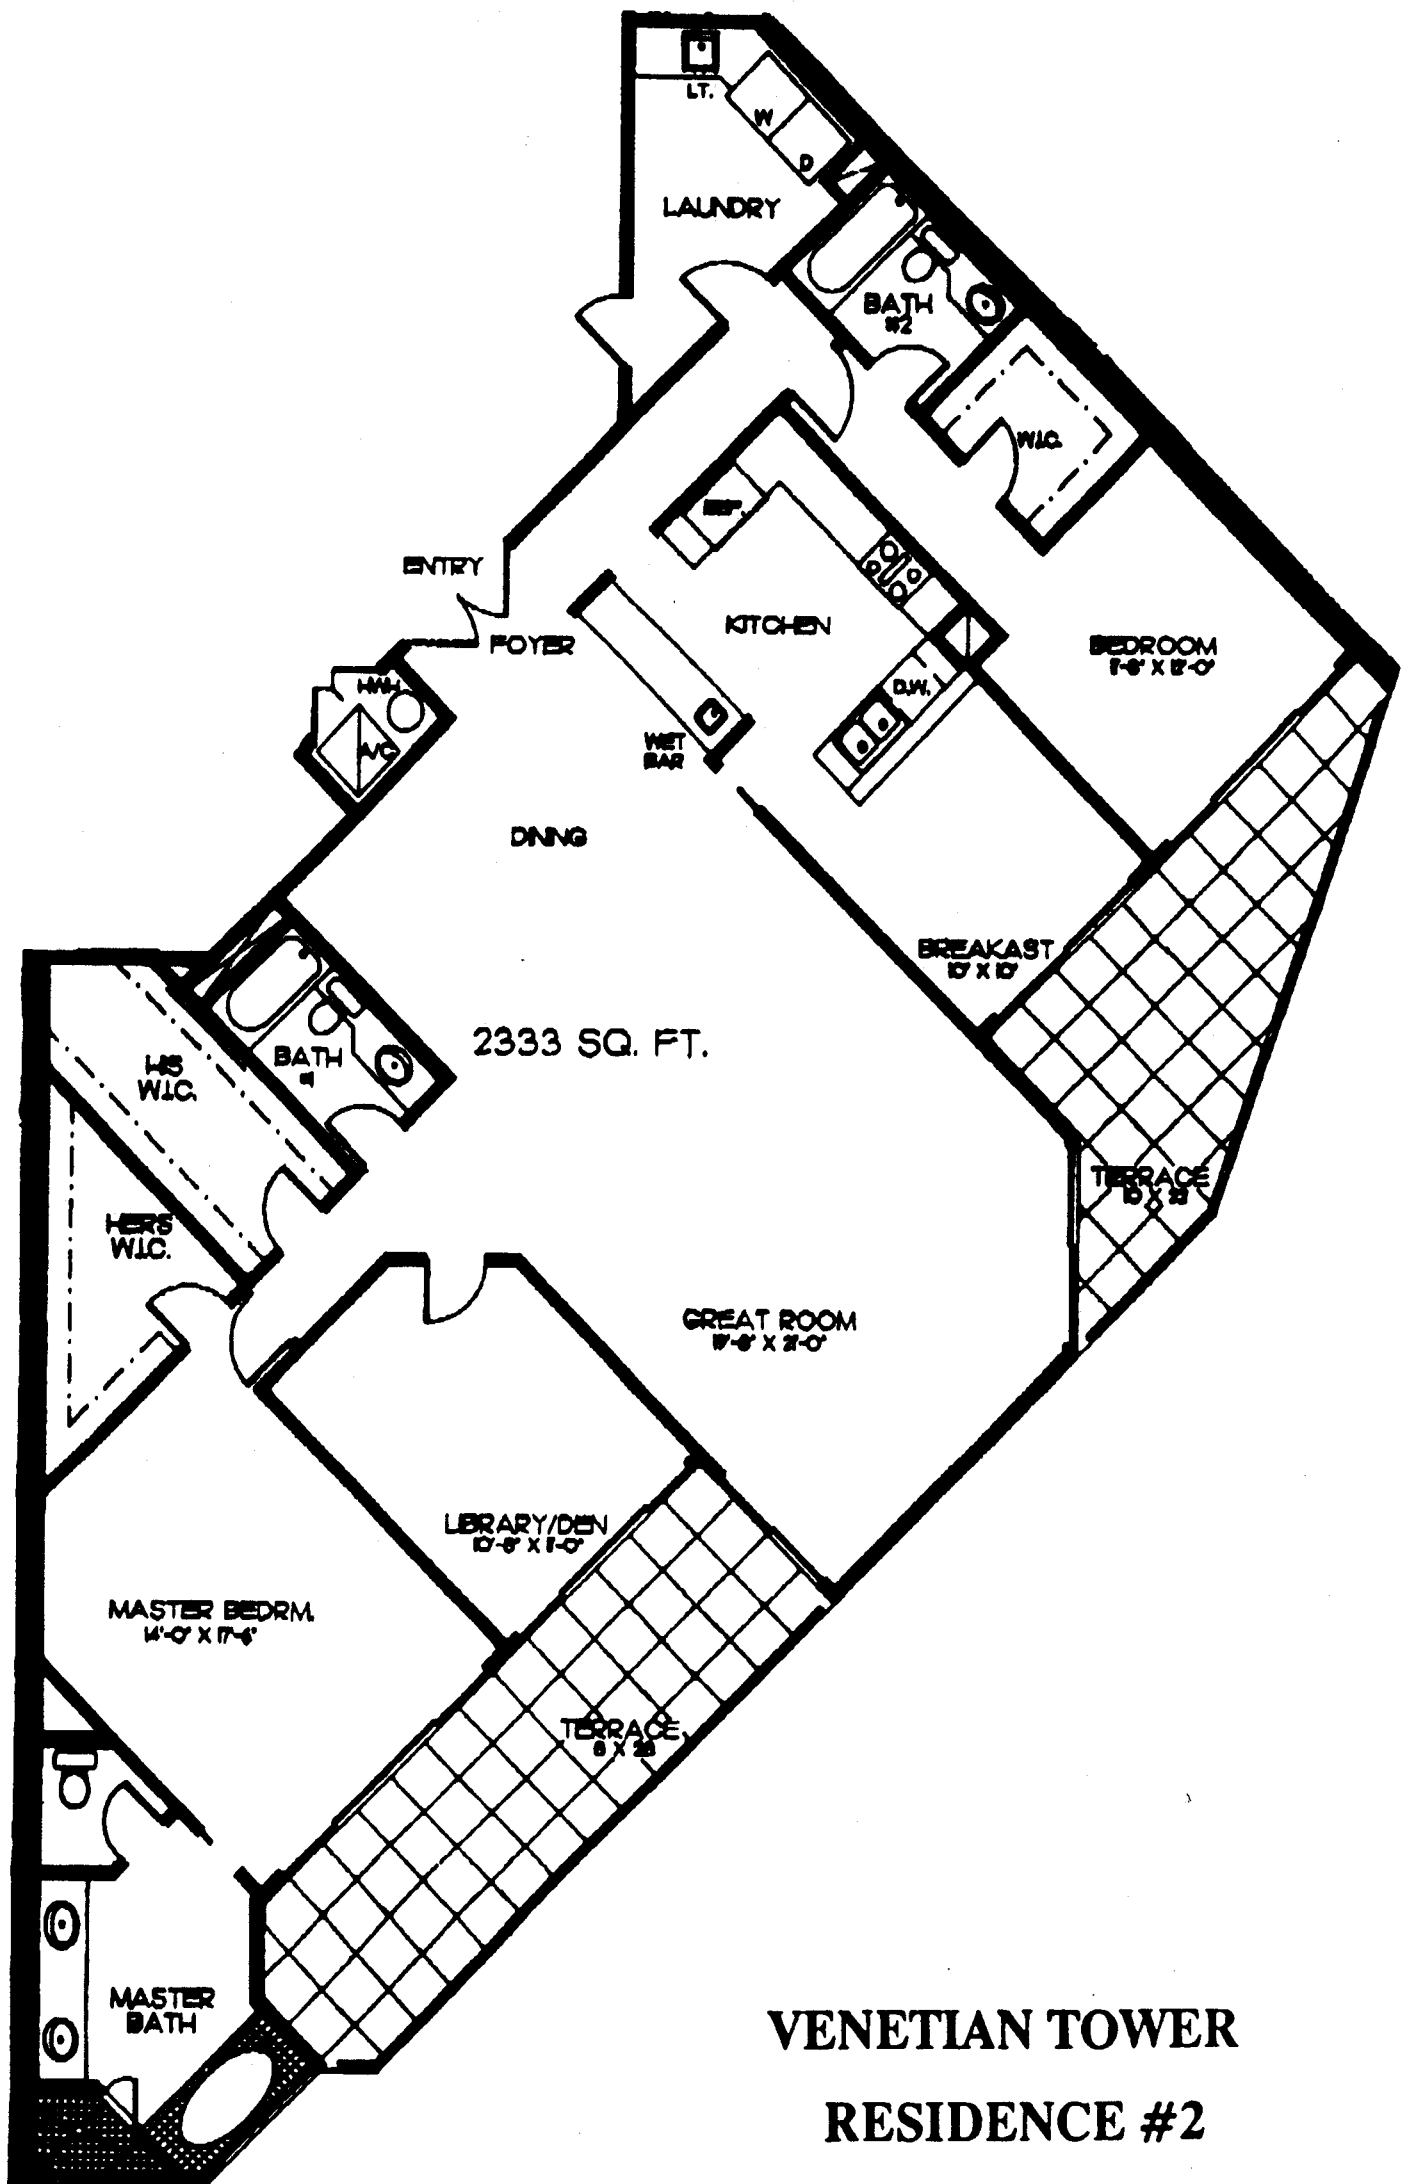 LT.
W
D
LAUNDRY
BATH
#2
W.I.C.
REF.
ENTRY
KITCHEN
FOYER
BEDROOM
HWH
D.W.
A/C
WET
BAR
DINING
BREAKAST
10' X 10'
2333 SQ. FT.
BATH
#1
HIS
W.I.C.
TERRACE
HERS
W.I.C.
GREAT ROOM
LIBRARY/DEN
MASTER BEDRM.
14'-0" X 17'-6"
TERRACE
MASTER
BATH
VENETIAN TOWER
RESIDENCE #2